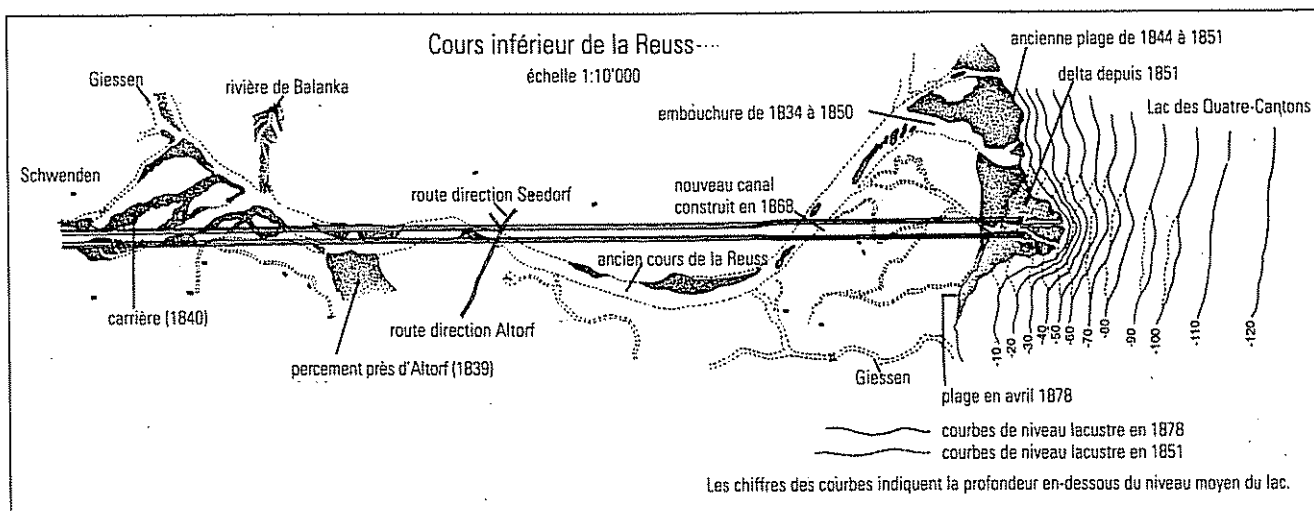 Cours inférieur de la Reuss
échelle 1:10'000
ancienne plage de 1844 à 1851
delta depuis 1851
Giessen
rivière de Balanka
embouchure de 1834 à 1850
Lac des Quatre-Cantons
Schwenden
route direction Seedorf
nouveau canal
construit en 1868
ancien cours de la Reuss
carrière (1840)
route direction Altorf
percement près d'Altorf (1839)
Giessen
-10
-20
-30
-40
-50
-60
-70
-80
-90
-100
-110
-120
plage en avril 1878
courbes de niveau lacustre en 1878
courbes de niveau lacustre en 1851
Les chiffres des courbes indiquent la profondeur en-dessous du niveau moyen du lac.